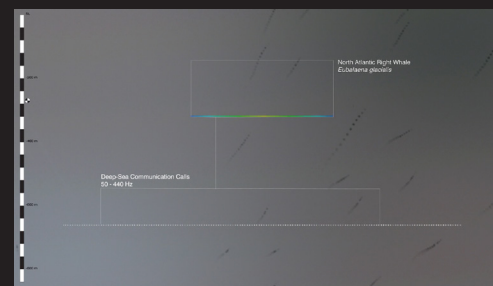 North Atlantic Right Whale
Eubalaena glacialis
Deep-Sea Communication Calls
50 - 440 Hz